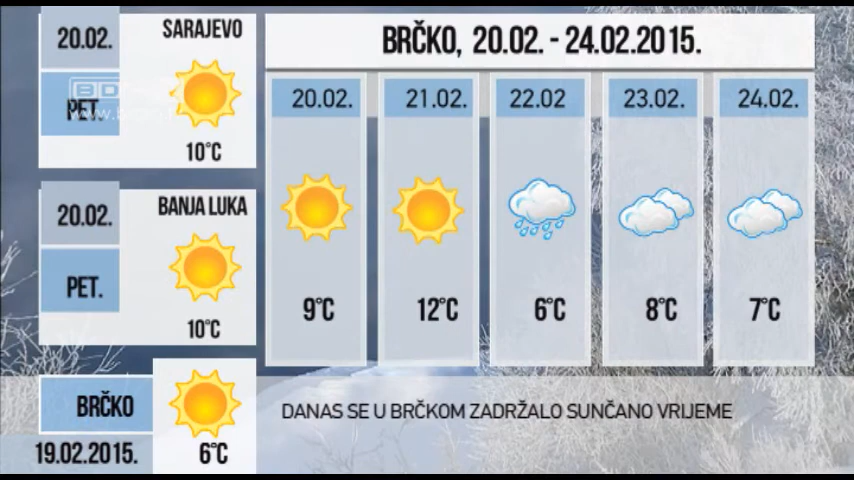 20.02.
SARAJEVO
PET.
10°C
20.02.
BANJA LUKA
PET.
10°C
BRČKO
19.02.2015.
6°C
BRČKO, 20.02. - 24.02.2015.
20.02.
21.02.
22.02
23.02.
24.02.
9°C
12°C
6°C
8°C
7°C
DANAS SE U BRČKOM ZADRŽALO SUNČANO VRIJEME